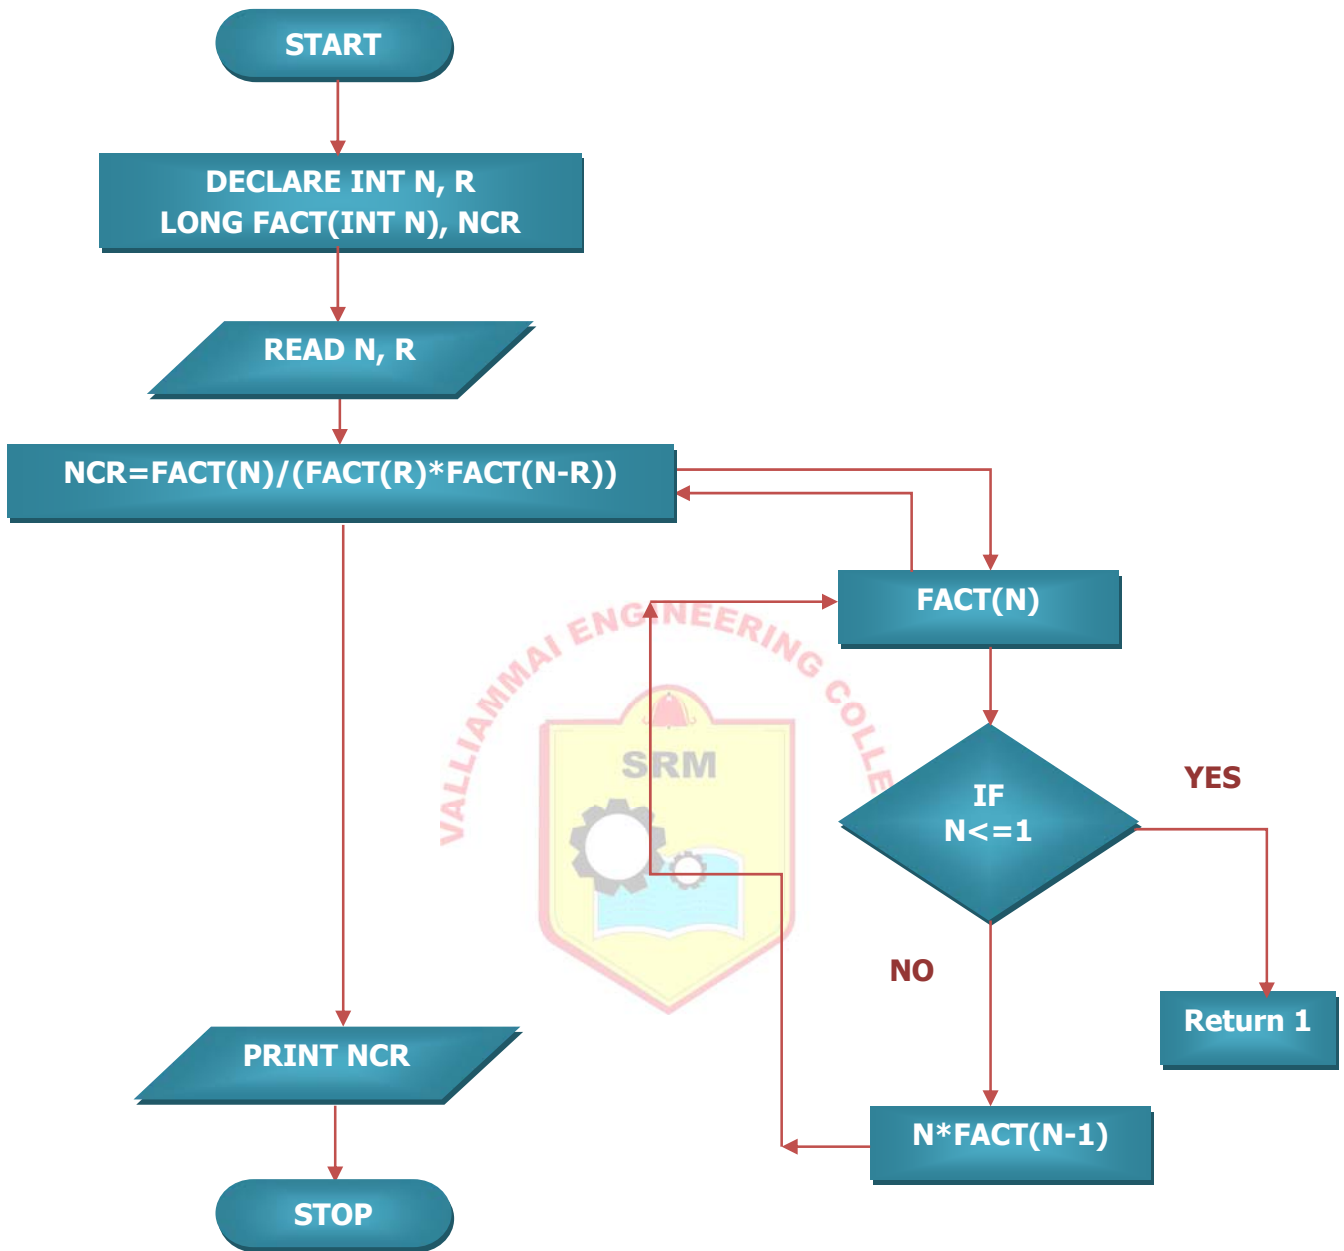 START
DECLARE INT N, R
LONG FACT(INT N), NCR
READ N, R
NCR=FACT(N)/(FACT(R)*FACT(N-R))
FACT(N)
VALLIAMMAI ENGINEERING COLLE
SRM
IF
N<=1
YES
NO
Return 1
PRINT NCR
N*FACT(N-1)
STOP